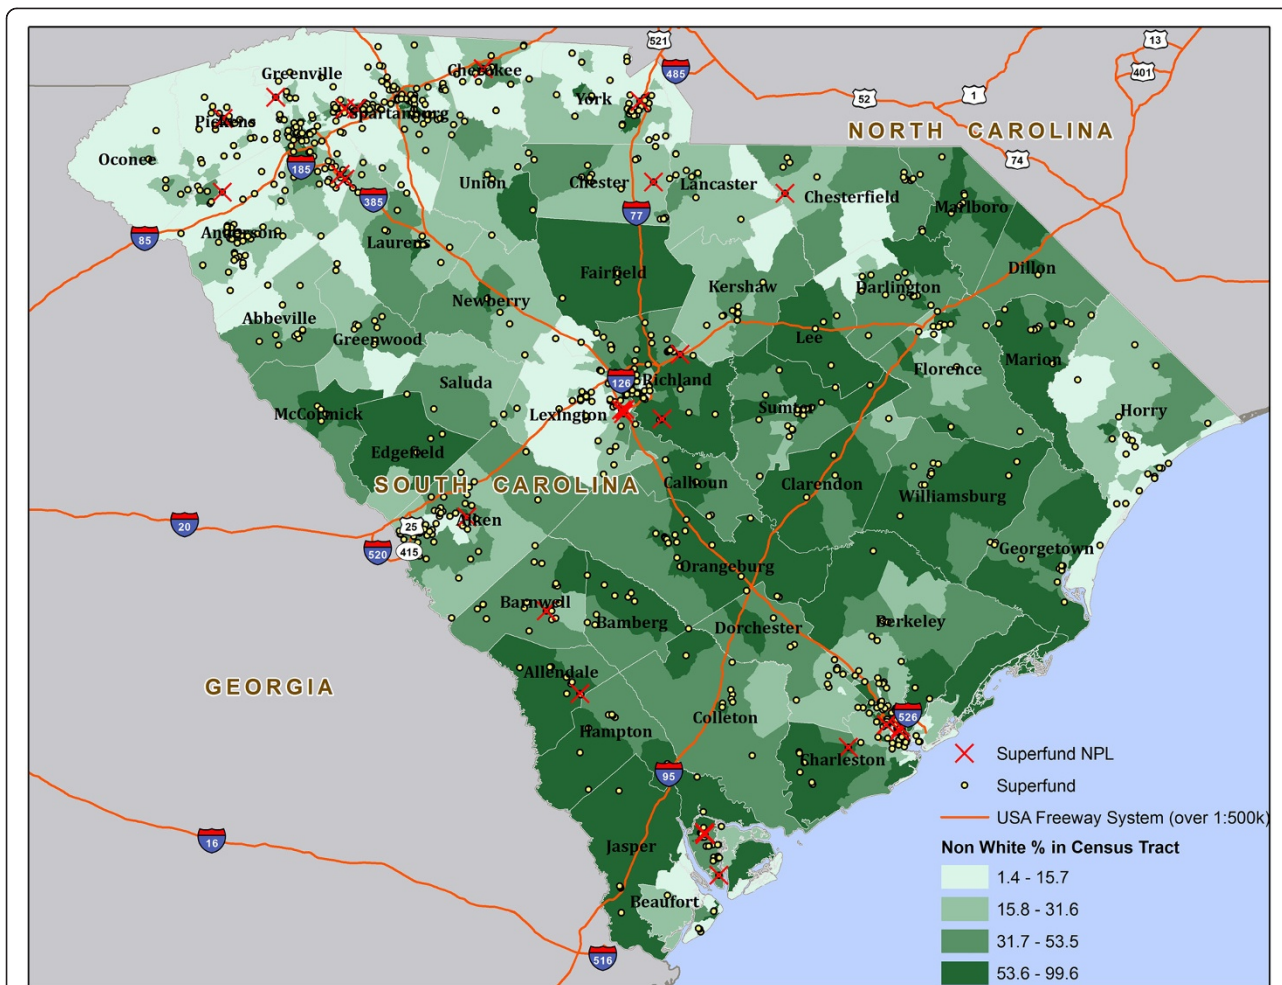 521
13
485
401
Greenville
Cherokee
52
1
York
Pickens
Spartanburg
NORTH CAROLINA
74
Oconee
185
Union
Chester
Lancaster
385
Chesterfield
Marlboro
77
85
Anderson
Laurens
Fairfield
Dillon
Kershaw
Darlington
Newberry
Abbeville
Greenwood
Lee
Marion
Florence
126
Richland
Saluda
McCormick
Lexington
Sumter
Horry
Edgefield
SOUTH CAROLINA
Calhoun
Clarendon
Williamsburg
20
25
Aiken
415
520
Georgetown
Orangeburg
Barnwell
Bamberg
Dorchester
Berkeley
GEORGIA
Allendale
Colleton
526
Hampton
Charleston
Superfund NPL
95
Superfund
16
USA Freeway System (over 1:500k)
Jasper
Non White % in Census Tract
1.4 - 15.7
Beaufort
15.8 - 31.6
31.7 - 53.5
516
53.6 - 99.6